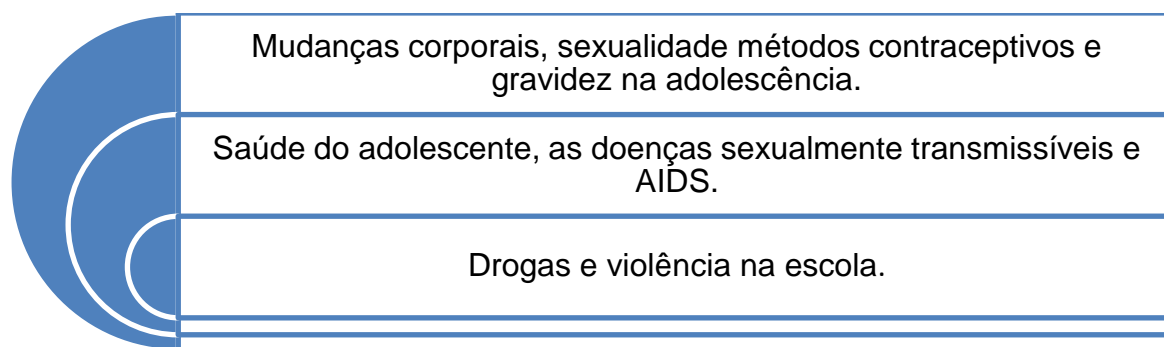 Mudanças corporais, sexualidade métodos contraceptivos e
gravidez na adolescência.
Saúde do adolescente, as doenças sexualmente transmissíveis e
AIDS.
Drogas e violência na escola.